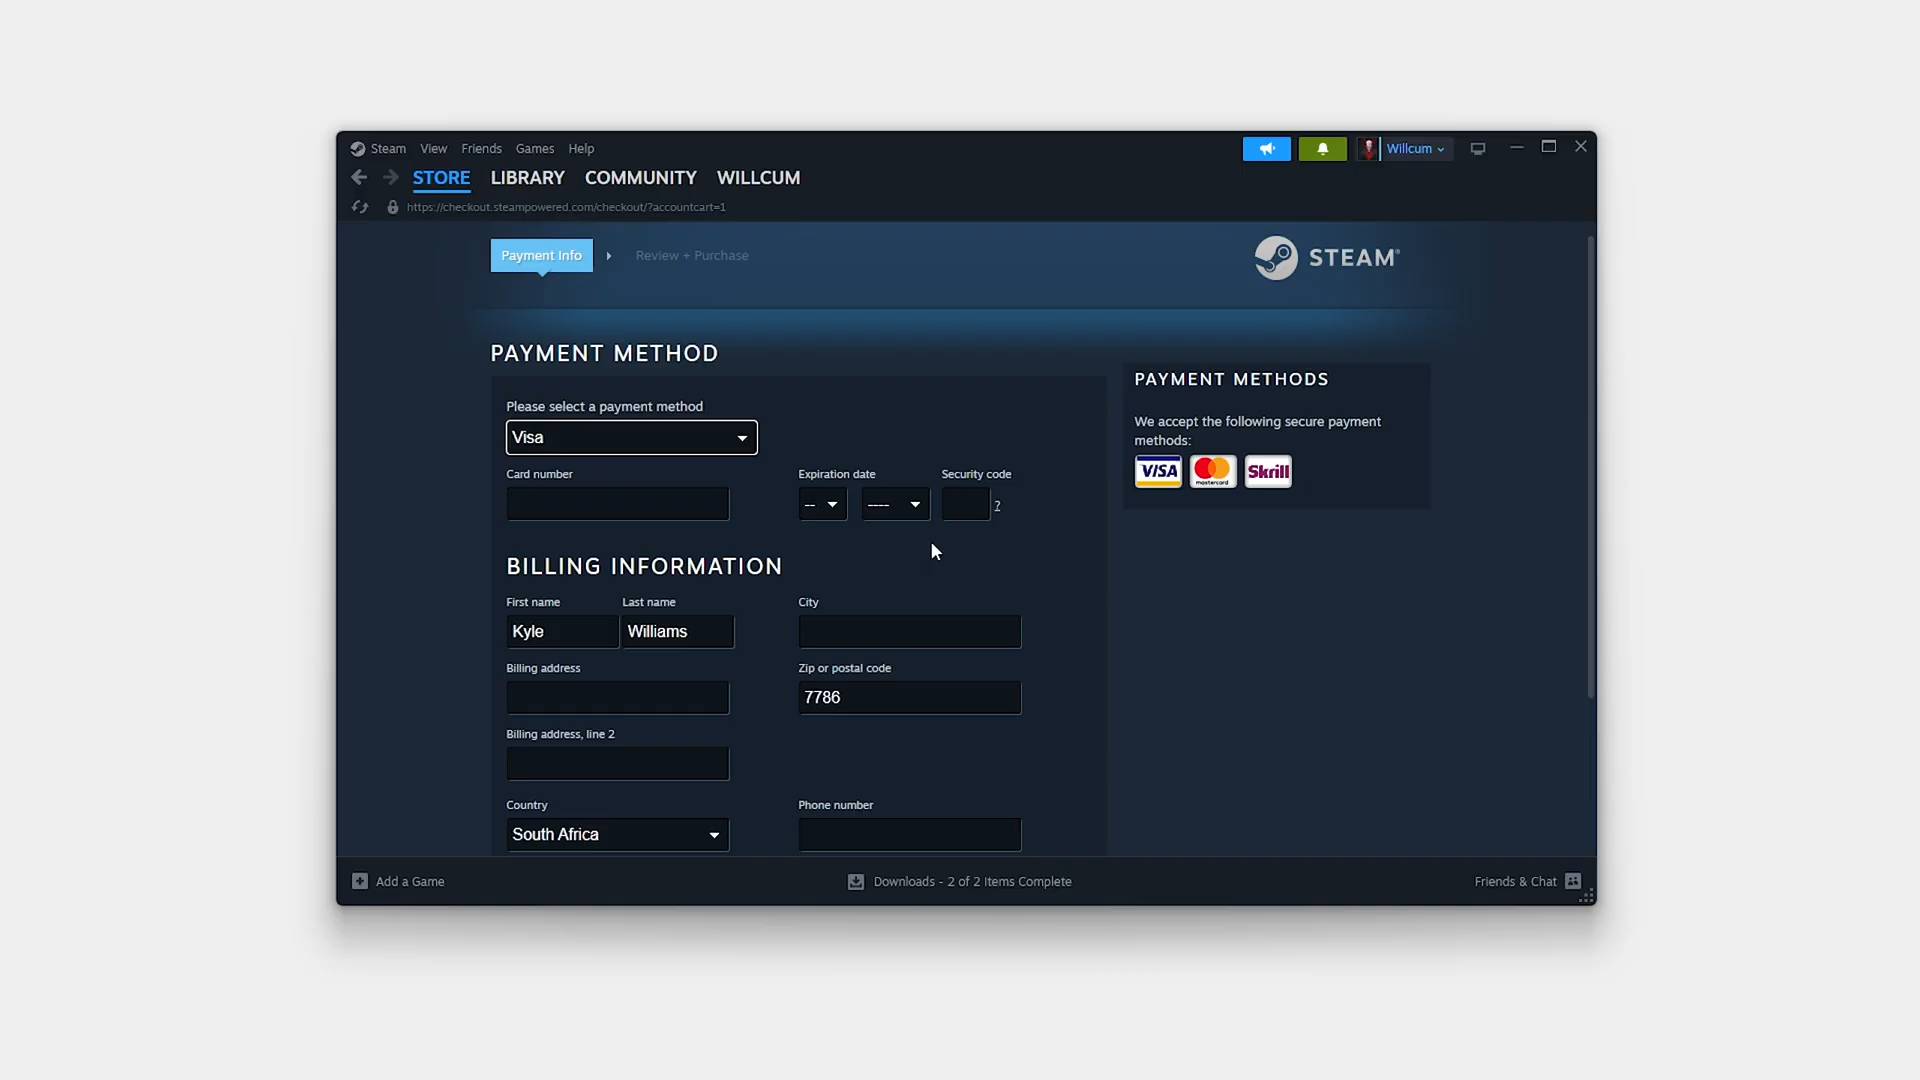 Steam View Friends Games Help
Willcum
STORE LIBRARY COMMUNITY WILLCUM
https://checkout.steampowered.com/checkout/?accountcart=1
Payment Info Review + Purchase
STEAM®
PAYMENT METHOD
Please select a payment method
Visa
Card number Expiration date Security code
-- ---- ?
BILLING INFORMATION
First name Last name City
Kyle Williams
Billing address Zip or postal code
7786
Billing address, line 2
Country Phone number
South Africa
PAYMENT METHODS
We accept the following secure payment
methods:
VISA mastercard Skrill
Add a Game Downloads - 2 of 2 Items Complete Friends & Chat